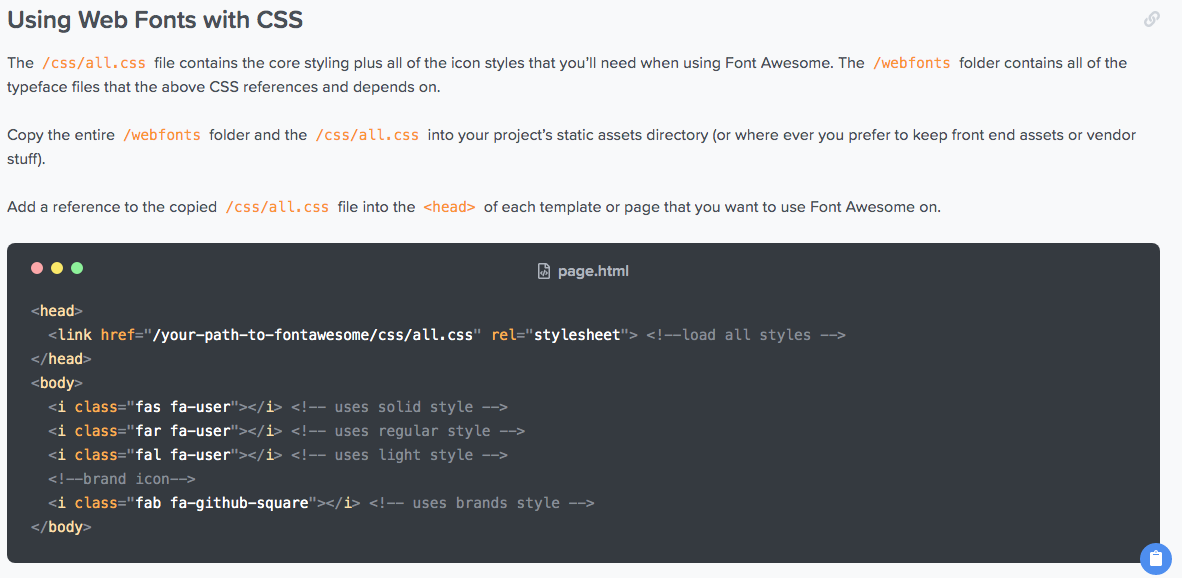 Using Web Fonts with CSS
The /css/all.css file contains the core styling plus all of the icon styles that you’ll need when using Font Awesome. The /webfonts folder contains all of the
typeface files that the above CSS references and depends on.
Copy the entire /webfonts folder and the /css/all.css into your project’s static assets directory (or where ever you prefer to keep front end assets or vendor
stuff).
Add a reference to the copied /css/all.css file into the <head> of each template or page that you want to use Font Awesome on.
page.html
<head>
  <link href="/your-path-to-fontawesome/css/all.css" rel="stylesheet"> <!--load all styles -->
</head>
<body>
  <i class="fas fa-user"></i> <!-- uses solid style -->
  <i class="far fa-user"></i> <!-- uses regular style -->
  <i class="fal fa-user"></i> <!-- uses light style -->
  <!--brand icon-->
  <i class="fab fa-github-square"></i> <!-- uses brands style -->
</body>